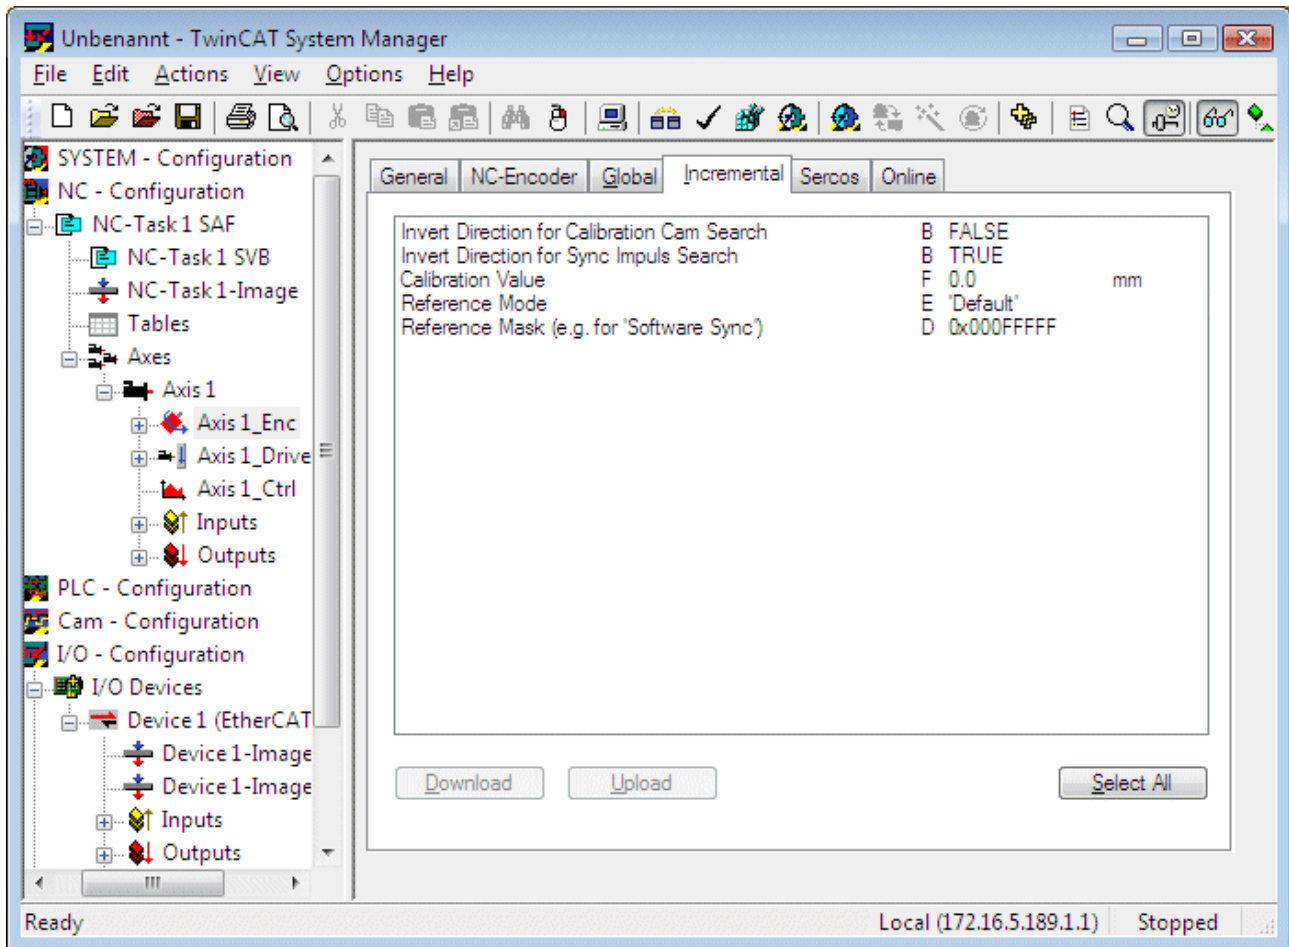 Unbenannt - TwinCAT System Manager
File Edit Actions View Options Help
SYSTEM - Configuration
NC - Configuration
NC-Task 1 SAF
NC-Task 1 SVB
NC-Task 1-Image
Tables
Axes
Axis 1
Axis 1_Enc
Axis 1_Drive
Axis 1_Ctrl
Inputs
Outputs
PLC - Configuration
Cam - Configuration
I/O - Configuration
I/O Devices
Device 1 (EtherCAT
Device 1-Image
Device 1-Image
Inputs
Outputs
General NC-Encoder Global Incremental Sercos Online
Invert Direction for Calibration Cam Search B FALSE
Invert Direction for Sync Impuls Search B TRUE
Calibration Value F 0.0 mm
Reference Mode E 'Default'
Reference Mask (e.g. for 'Software Sync') D 0x000FFFFF
Download Upload Select All
Ready Local (172.16.5.189.1.1) Stopped